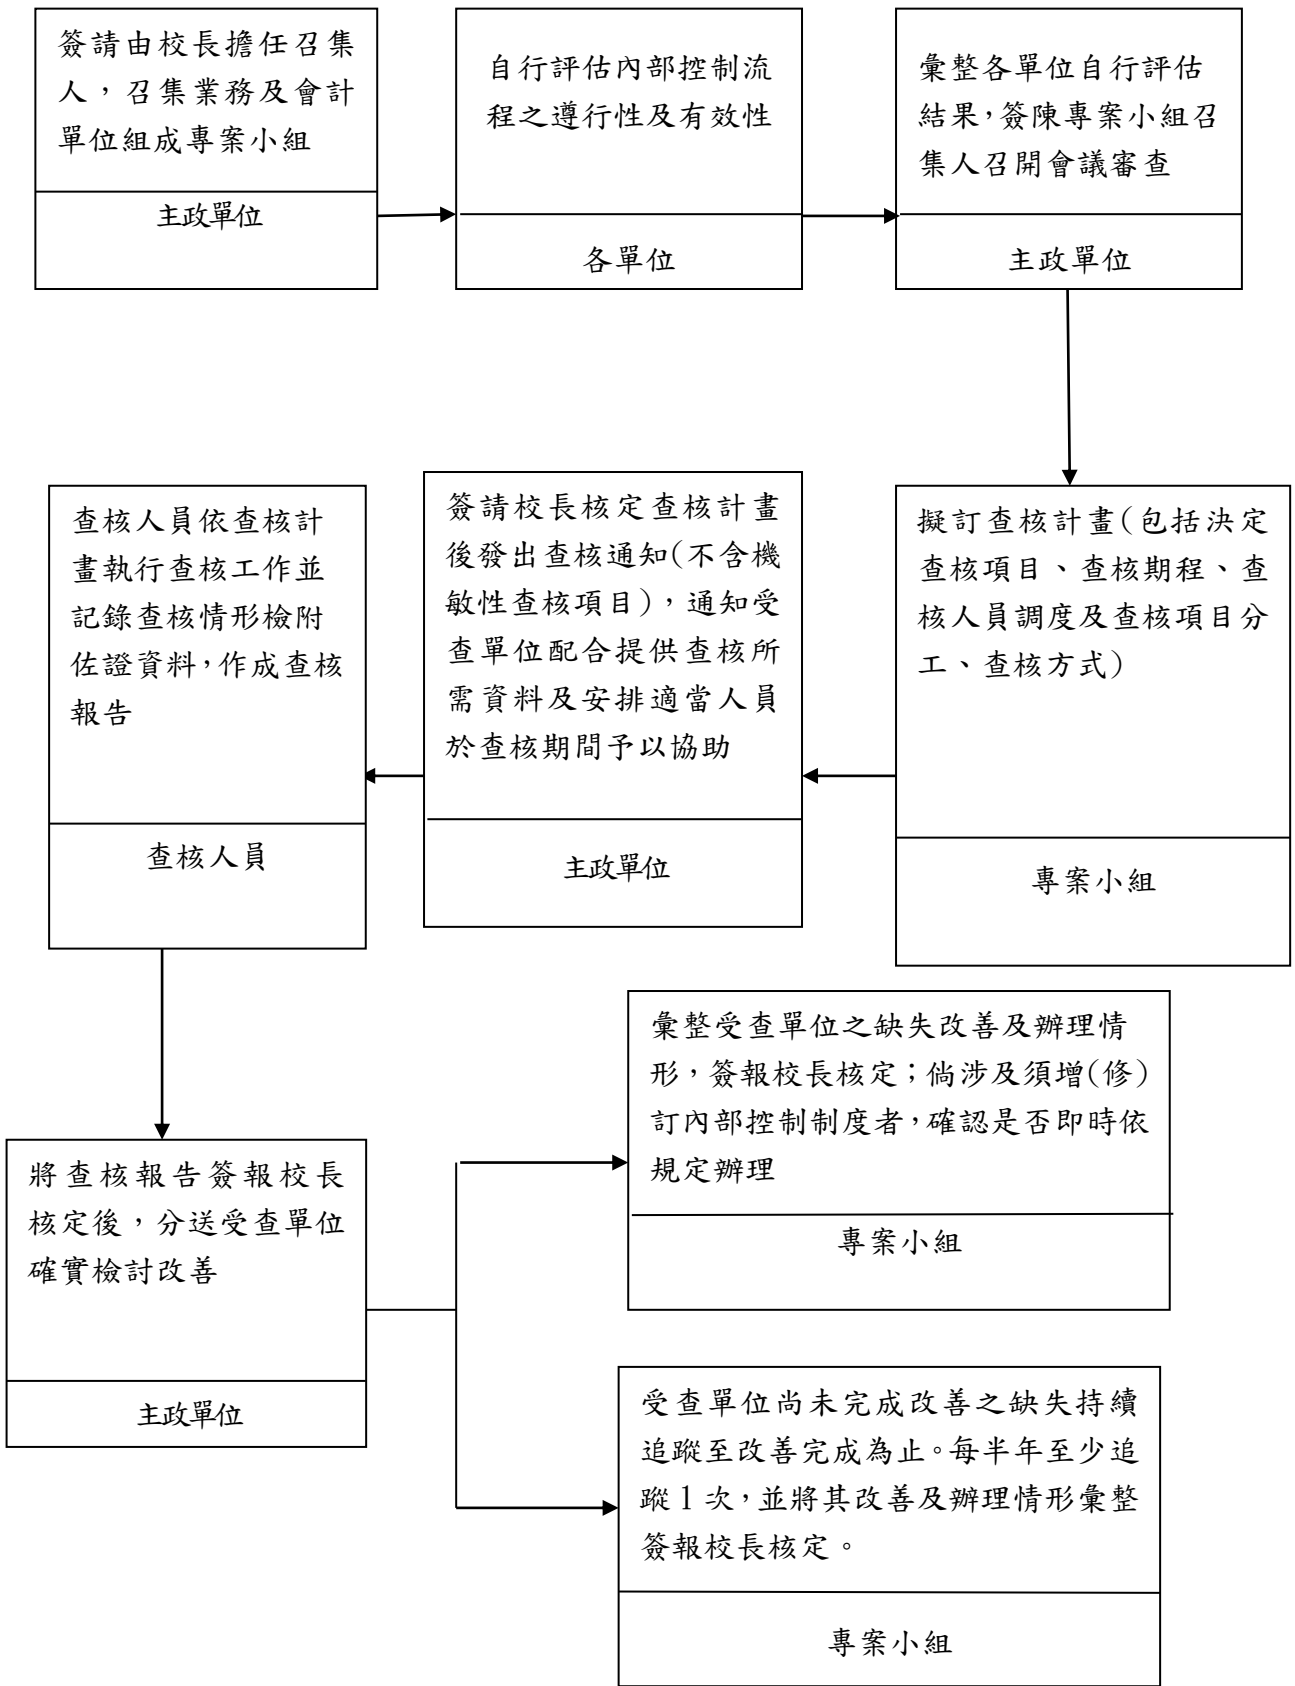 簽請由校長擔任召集
人，召集業務及會計
單位組成專案小組
主政單位
自行評估內部控制流
程之遵行性及有效性
各單位
彙整各單位自行評估
結果，簽陳專案小組召
集人召開會議審查
主政單位
擬訂查核計畫(包括決定
查核項目、查核期程、查
核人員調度及查核項目分
工、查核方式)
專案小組
簽請校長核定查核計畫
後發出查核通知(不含機
敏性查核項目)，通知受
查單位配合提供查核所
需資料及安排適當人員
於查核期間予以協助
主政單位
查核人員依查核計
畫執行查核工作並
記錄查核情形檢附
佐證資料，作成查核
報告
查核人員
將查核報告簽報校長
核定後，分送受查單位
確實檢討改善
主政單位
彙整受查單位之缺失改善及辦理情
形，簽報校長核定；倘涉及須增(修)
訂內部控制制度者，確認是否即時依
規定辦理
專案小組
受查單位尚未完成改善之缺失持續
追蹤至改善完成為止。每半年至少追
蹤1次，並將其改善及辦理情形彙整
簽報校長核定。
專案小組